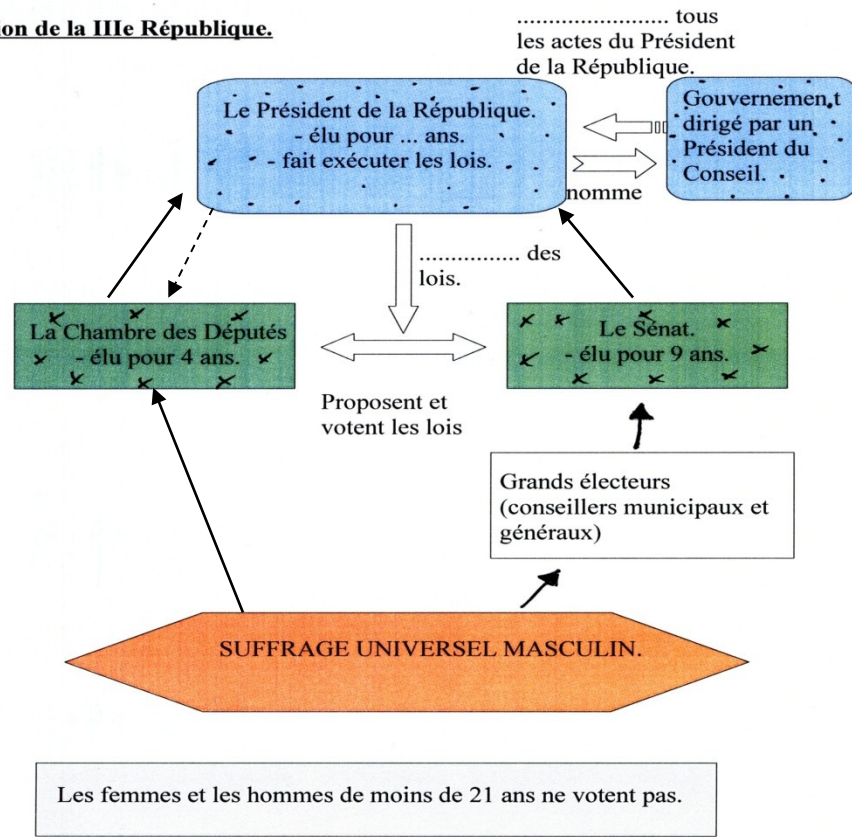 ion de la IIIe République.
........................ tous
les actes du Président
de la République.
Le Président de la République.
- élu pour ... ans.
- fait exécuter les lois.
Gouvernement
dirigé par un
Président du
Conseil.
nomme
................ des
lois.
La Chambre des Députés
- élu pour 4 ans.
Le Sénat.
- élu pour 9 ans.
Proposent et
votent les lois
Grands électeurs
(conseillers municipaux et
généraux)
SUFFRAGE UNIVERSEL MASCULIN.
Les femmes et les hommes de moins de 21 ans ne votent pas.